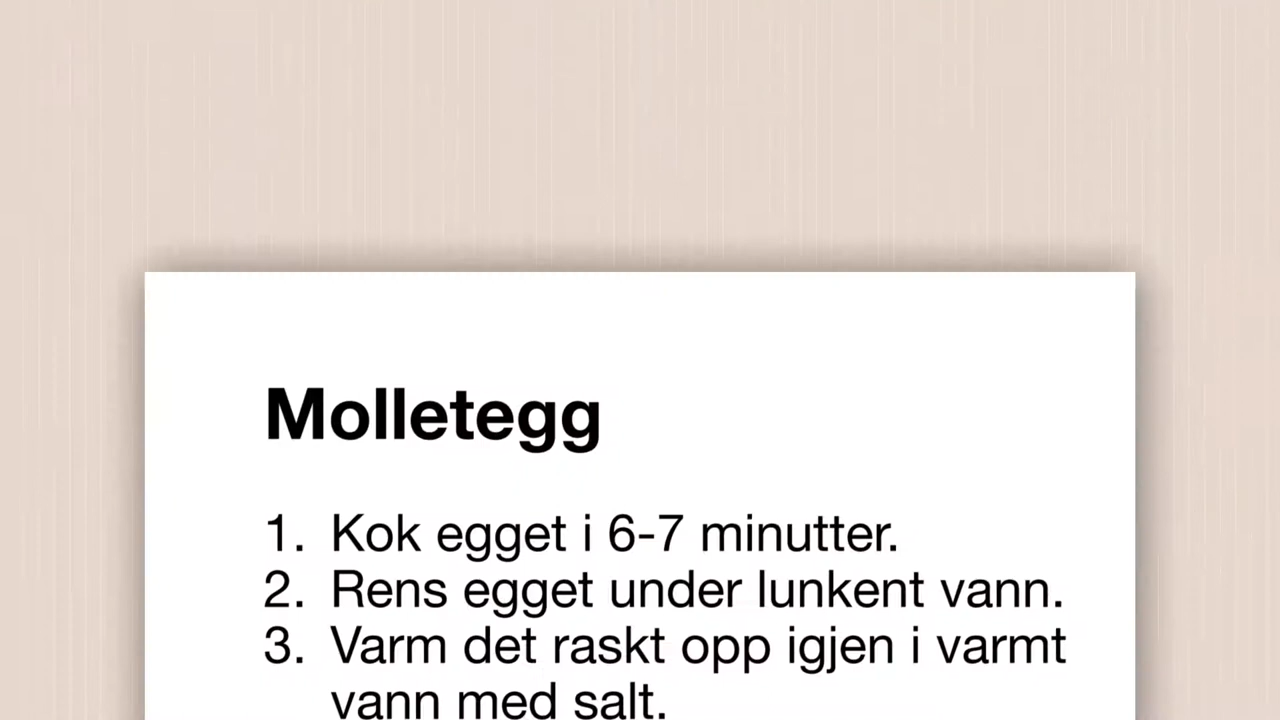 Molletegg
1. Kok egget i 6-7 minutter.
2. Rens egget under lunkent vann.
3. Varm det raskt opp igjen i varmt
vann med salt.